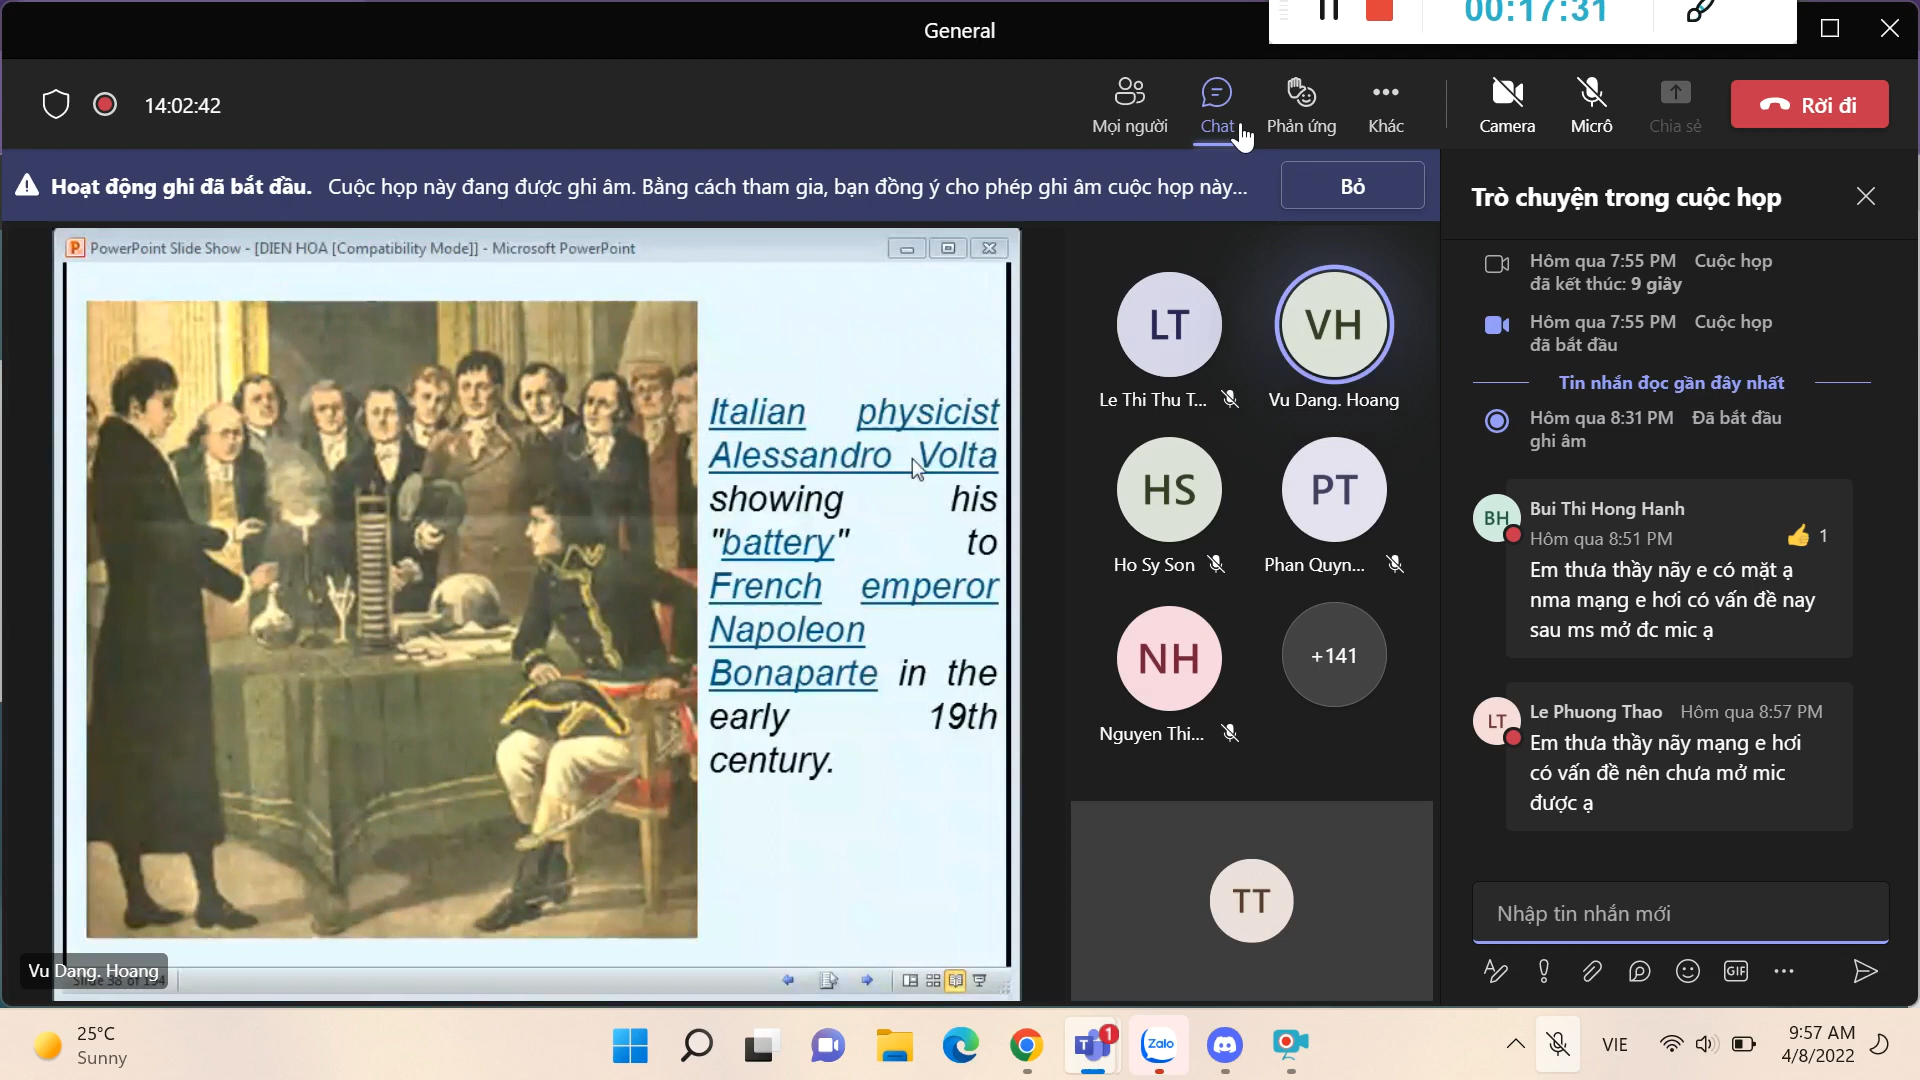 General
00:17:31
14:02:42
Mọi người
Chat
Phản ứng
Khác
Camera
Micrô
Chia sẻ
Rời đi
Hoạt động ghi đã bắt đầu. Cuộc họp này đang được ghi âm. Bằng cách tham gia, bạn đồng ý cho phép ghi âm cuộc họp này...
Bỏ
PowerPoint Slide Show - [DIEN HOA [Compatibility Mode]] - Microsoft PowerPoint
Italian physicist
Alessandro Volta
showing his
"battery" to
French emperor
Napoleon
Bonaparte in the
early 19th
century.
Vu Dang. Hoang
LT
Le Thi Thu T...
VH
Vu Dang. Hoang
HS
Ho Sy Son
PT
Phan Quyn...
NH
Nguyen Thi...
+141
TT
Trò chuyện trong cuộc họp
Hôm qua 7:55 PM Cuộc họp
đã kết thúc: 9 giây
Hôm qua 7:55 PM Cuộc họp
đã bắt đầu
Tin nhắn đọc gần đây nhất
Hôm qua 8:31 PM Đã bắt đầu
ghi âm
BH
Bui Thi Hong Hanh
Hôm qua 8:51 PM
1
Em thưa thầy nãy e có mặt ạ
nma mạng e hơi có vấn đề nay
sau ms mở đc mic ạ
LT
Le Phuong Thao Hôm qua 8:57 PM
Em thưa thầy nãy mạng e hơi
có vấn đề nên chưa mở mic
được ạ
Nhập tin nhắn mới
GIF
25°C
Sunny
1
Zalo
VIE
9:57 AM
4/8/2022